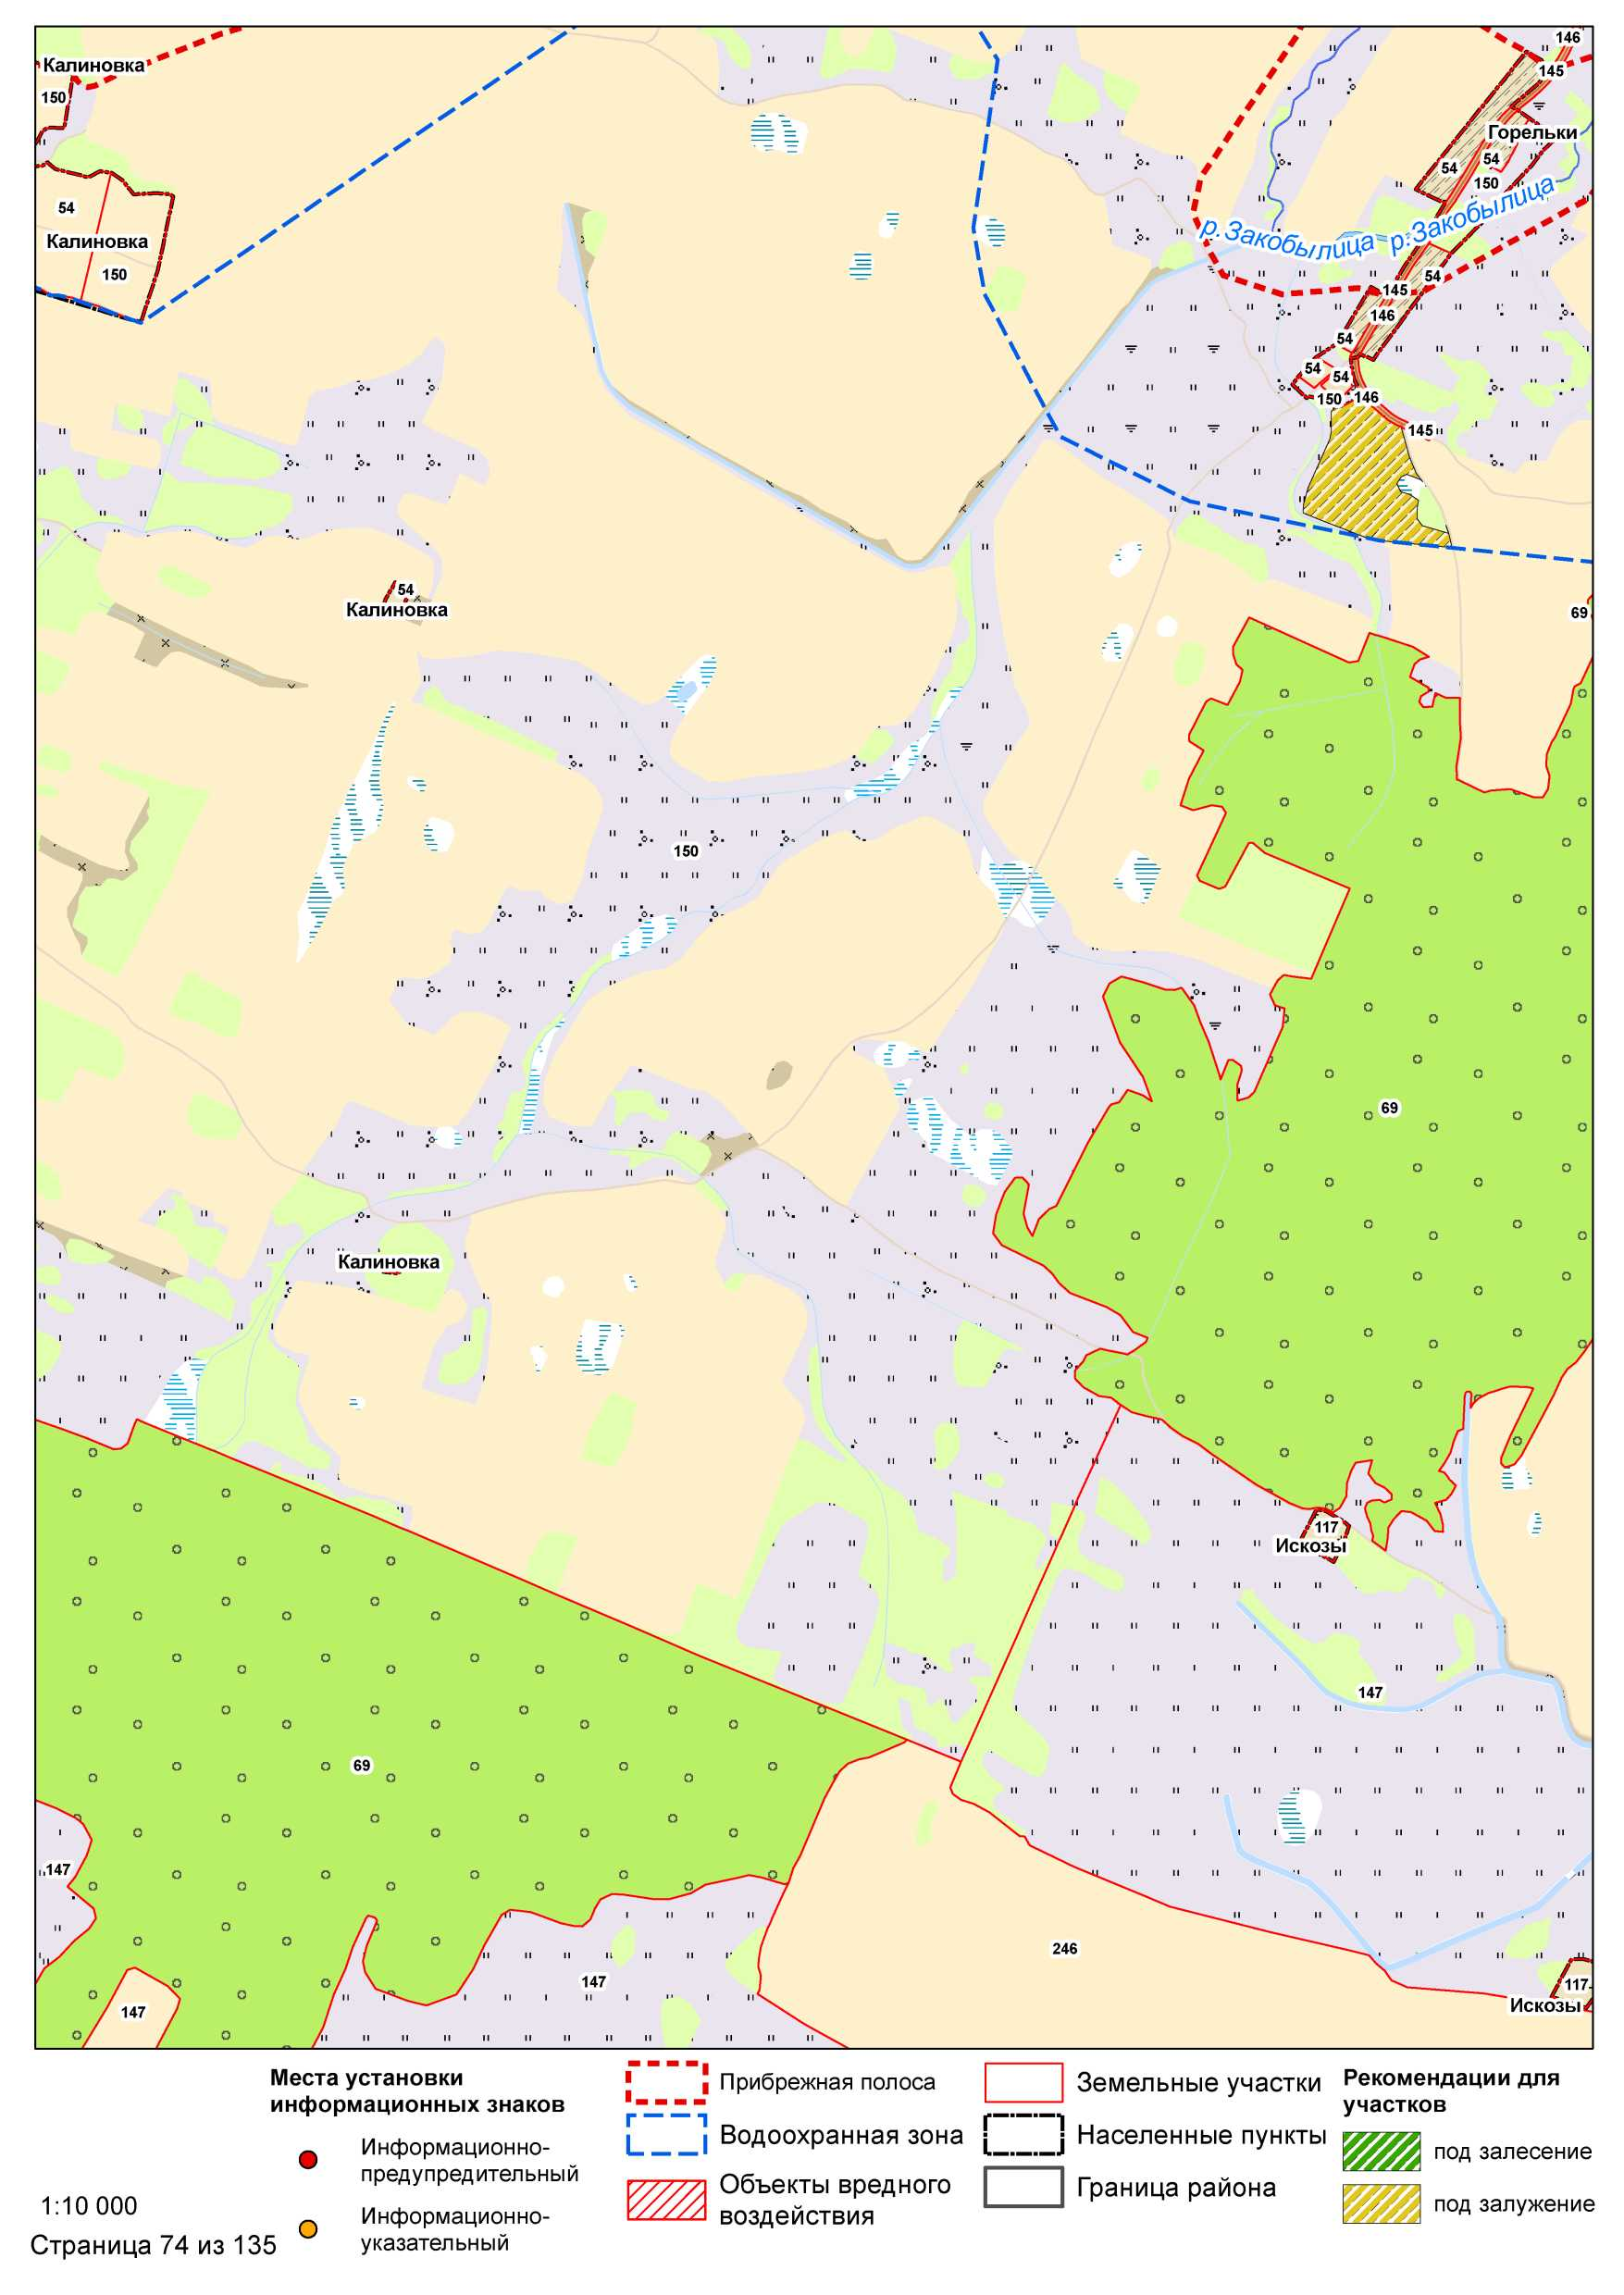 146
Калиновка
145
150
Горельки
54
54
150
54
Калиновка
р. Закобылица
р. Закобылица
54
150
145
146
54
54
54
150
146
145
54
Калиновка
69
150
69
Калиновка
117
Искозы
147
69
147
246
147
147
117
Искозы
Места установки
информационных знаков
Информационно-
предупредительный
Информационно-
указательный
Прибрежная полоса
Водоохранная зона
Объекты вредного
воздействия
Земельные участки
Населенные пункты
Граница района
Рекомендации для
участков
под залесение
под залужение
1:10 000
Страница 74 из 135